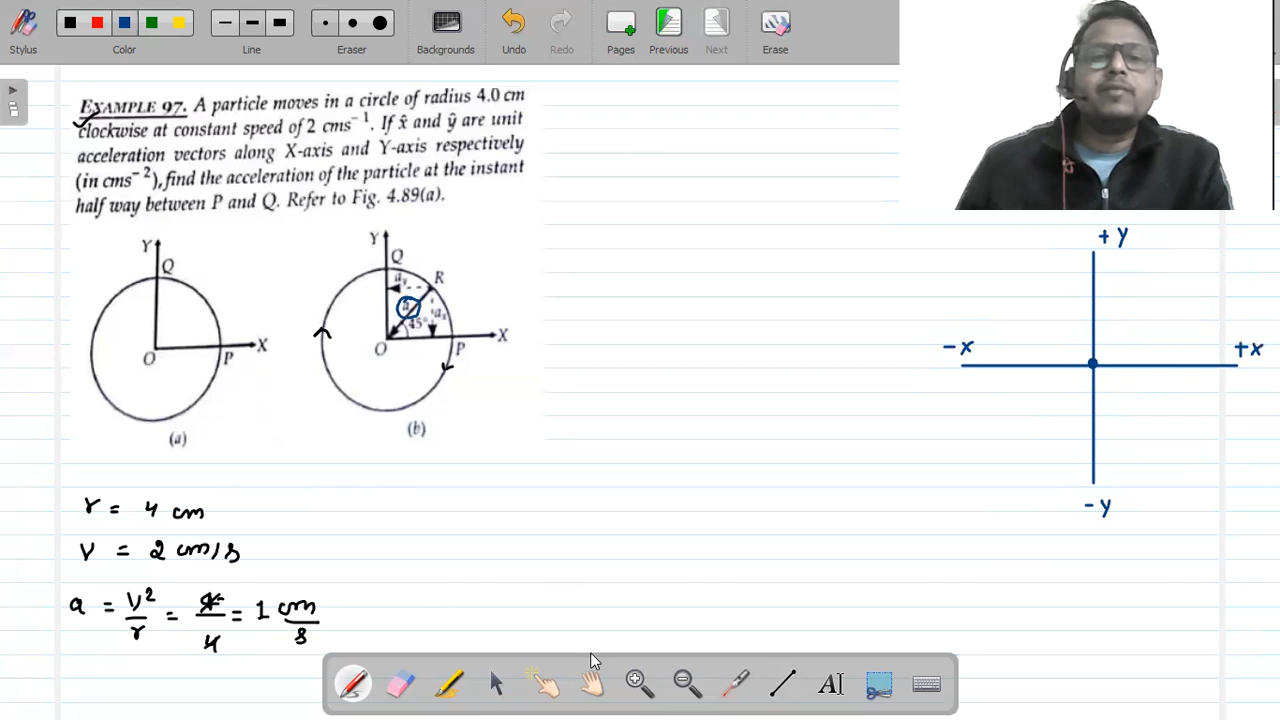 Stylus
Color
Line
Eraser
Backgrounds
Undo
Redo
Pages
Previous
Next
Erase
EXAMPLE 97. A particle moves in a circle of radius 4.0 cm
clockwise at constant speed of 2 cms⁻¹. If x̂ and ŷ are unit
acceleration vectors along X-axis and Y-axis respectively
(in cms⁻²), find the acceleration of the particle at the instant
half way between P and Q. Refer to Fig. 4.89(a).
Y
Q
O
P
X
(a)
Y
Q
R
aᵧ
a
45°
aₓ
O
P
X
(b)
+y
-x
+x
-y
r = 4 cm
v = 2 cm/s
a = v²/r = 4/4 = 1 cm/s
AI